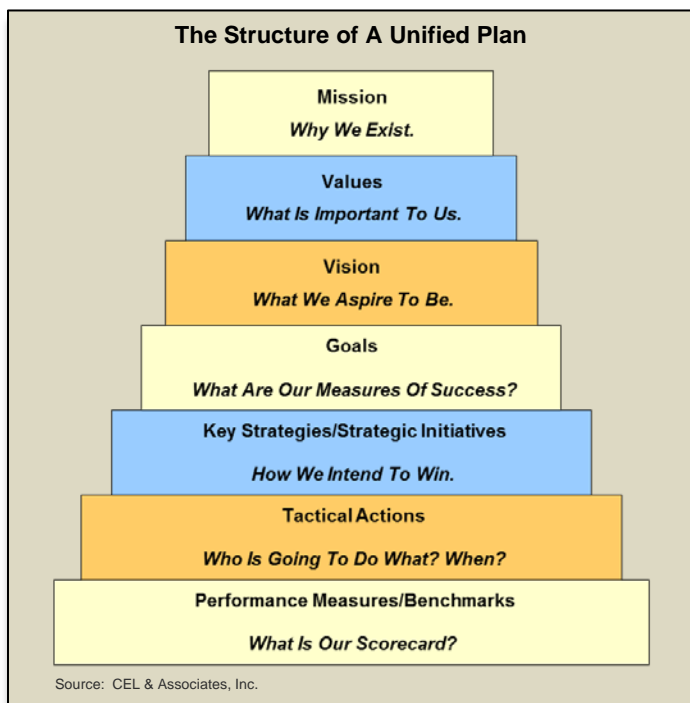 The Structure of A Unified Plan
Mission
Why We Exist.
Values
What Is Important To Us.
Vision
What We Aspire To Be.
Goals
What Are Our Measures Of Success?
Key Strategies/Strategic Initiatives
How We Intend To Win.
Tactical Actions
Who Is Going To Do What? When?
Performance Measures/Benchmarks
What Is Our Scorecard?
Source: CEL & Associates, Inc.